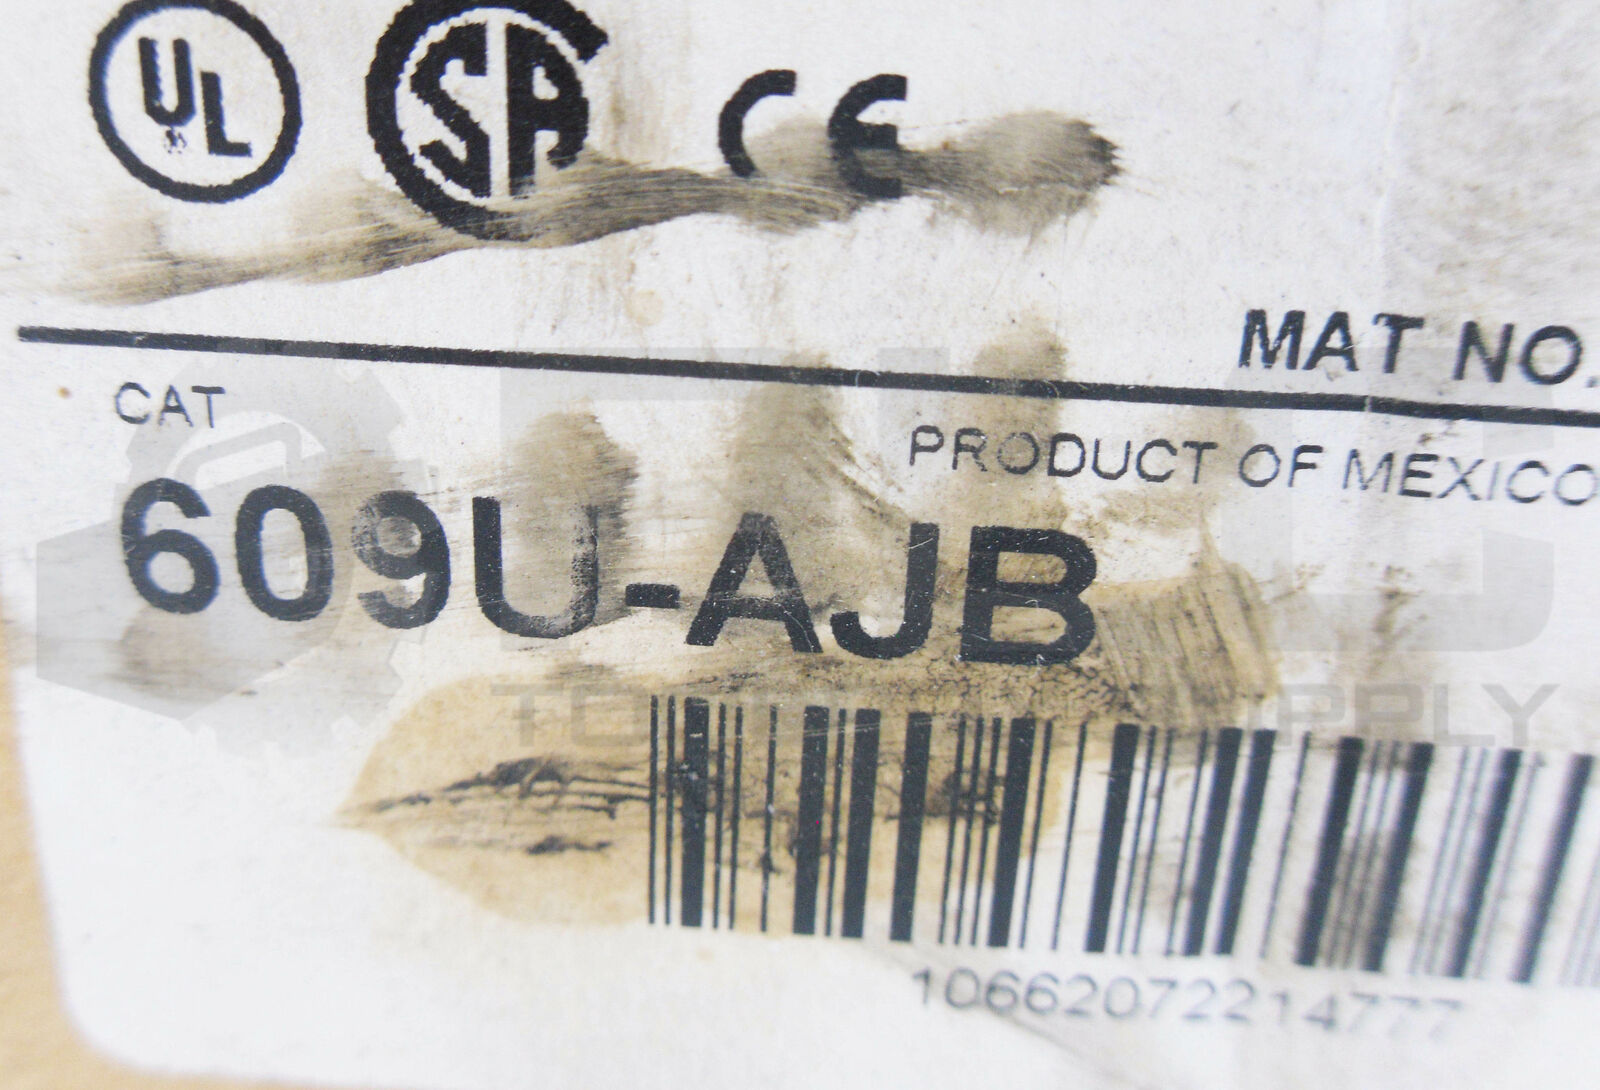 UL SA CE
MAT NO.
CAT
PRODUCT OF MEXICO
609U-AJB
10662072214777